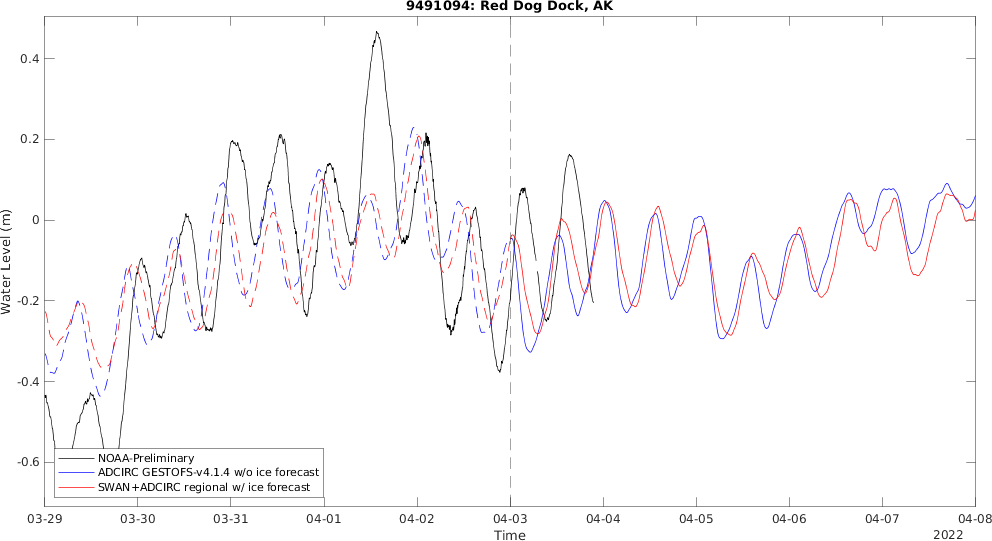 9491094: Red Dog Dock, AK
Water Level (m)
0.4
0.2
0
-0.2
-0.4
-0.6
NOAA-Preliminary
ADCIRC GESTOFS-v4.1.4 w/o ice forecast
SWAN+ADCIRC regional w/ ice forecast
03-29 03-30 03-31 04-01 04-02 04-03 04-04 04-05 04-06 04-07 04-08
Time
2022